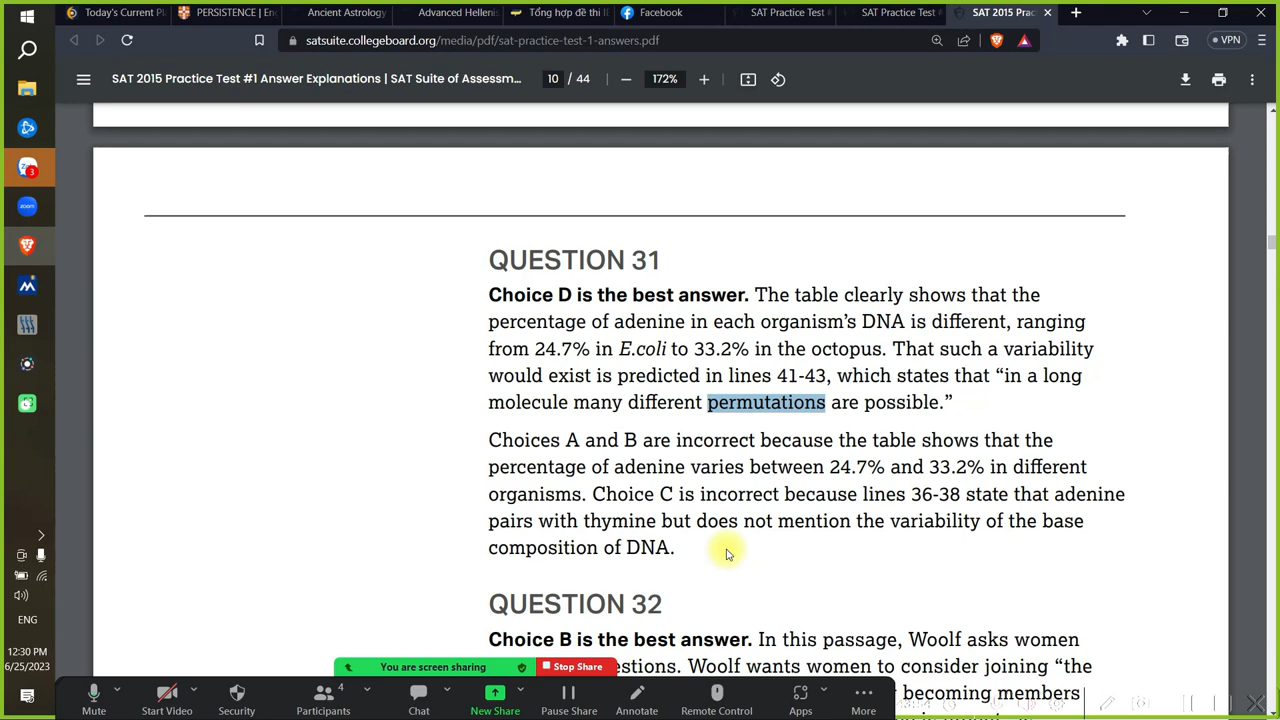 Today's Current Pl
PERSISTENCE | En
Ancient Astrology
Advanced Hellenis
Tổng hợp đề thi IE
Facebook
SAT Practice Test #
SAT Practice Test #
SAT 2015 Prac
satsuite.collegeboard.org/media/pdf/sat-practice-test-1-answers.pdf
VPN
SAT 2015 Practice Test #1 Answer Explanations | SAT Suite of Assessm...
10 / 44
172%
QUESTION 31
Choice D is the best answer. The table clearly shows that the
percentage of adenine in each organism's DNA is different, ranging
from 24.7% in E.coli to 33.2% in the octopus. That such a variability
would exist is predicted in lines 41-43, which states that “in a long
molecule many different permutations are possible.”
Choices A and B are incorrect because the table shows that the
percentage of adenine varies between 24.7% and 33.2% in different
organisms. Choice C is incorrect because lines 36-38 state that adenine
pairs with thymine but does not mention the variability of the base
composition of DNA.
QUESTION 32
Choice B is the best answer. In this passage, Woolf asks women
estions. Woolf wants women to consider joining “the
becoming members
You are screen sharing
Stop Share
3
zoom
ENG
12:30 PM
6/25/2023
Mute
Start Video
Security
4
Participants
Chat
New Share
Pause Share
Annotate
Remote Control
Apps
More